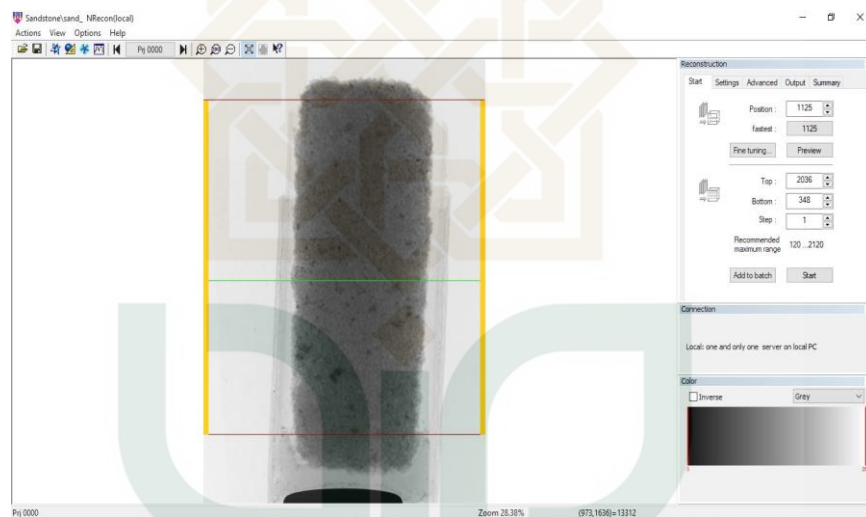 Sandstone\sand_ NRecon(local)
Actions View Options Help
Prj 0000
Reconstruction
Start Settings Advanced Output Summary
Position : 1125
fastest : 1125
Fine tuning... Preview
Top : 2036
Bottom : 348
Step : 1
Recommended
maximum range 120 ...2120
Add to batch Start
Connection
Local: one and only one server on local PC
Color
Inverse Grey
Prj 0000 Zoom 28.38% (973,1636)=13312